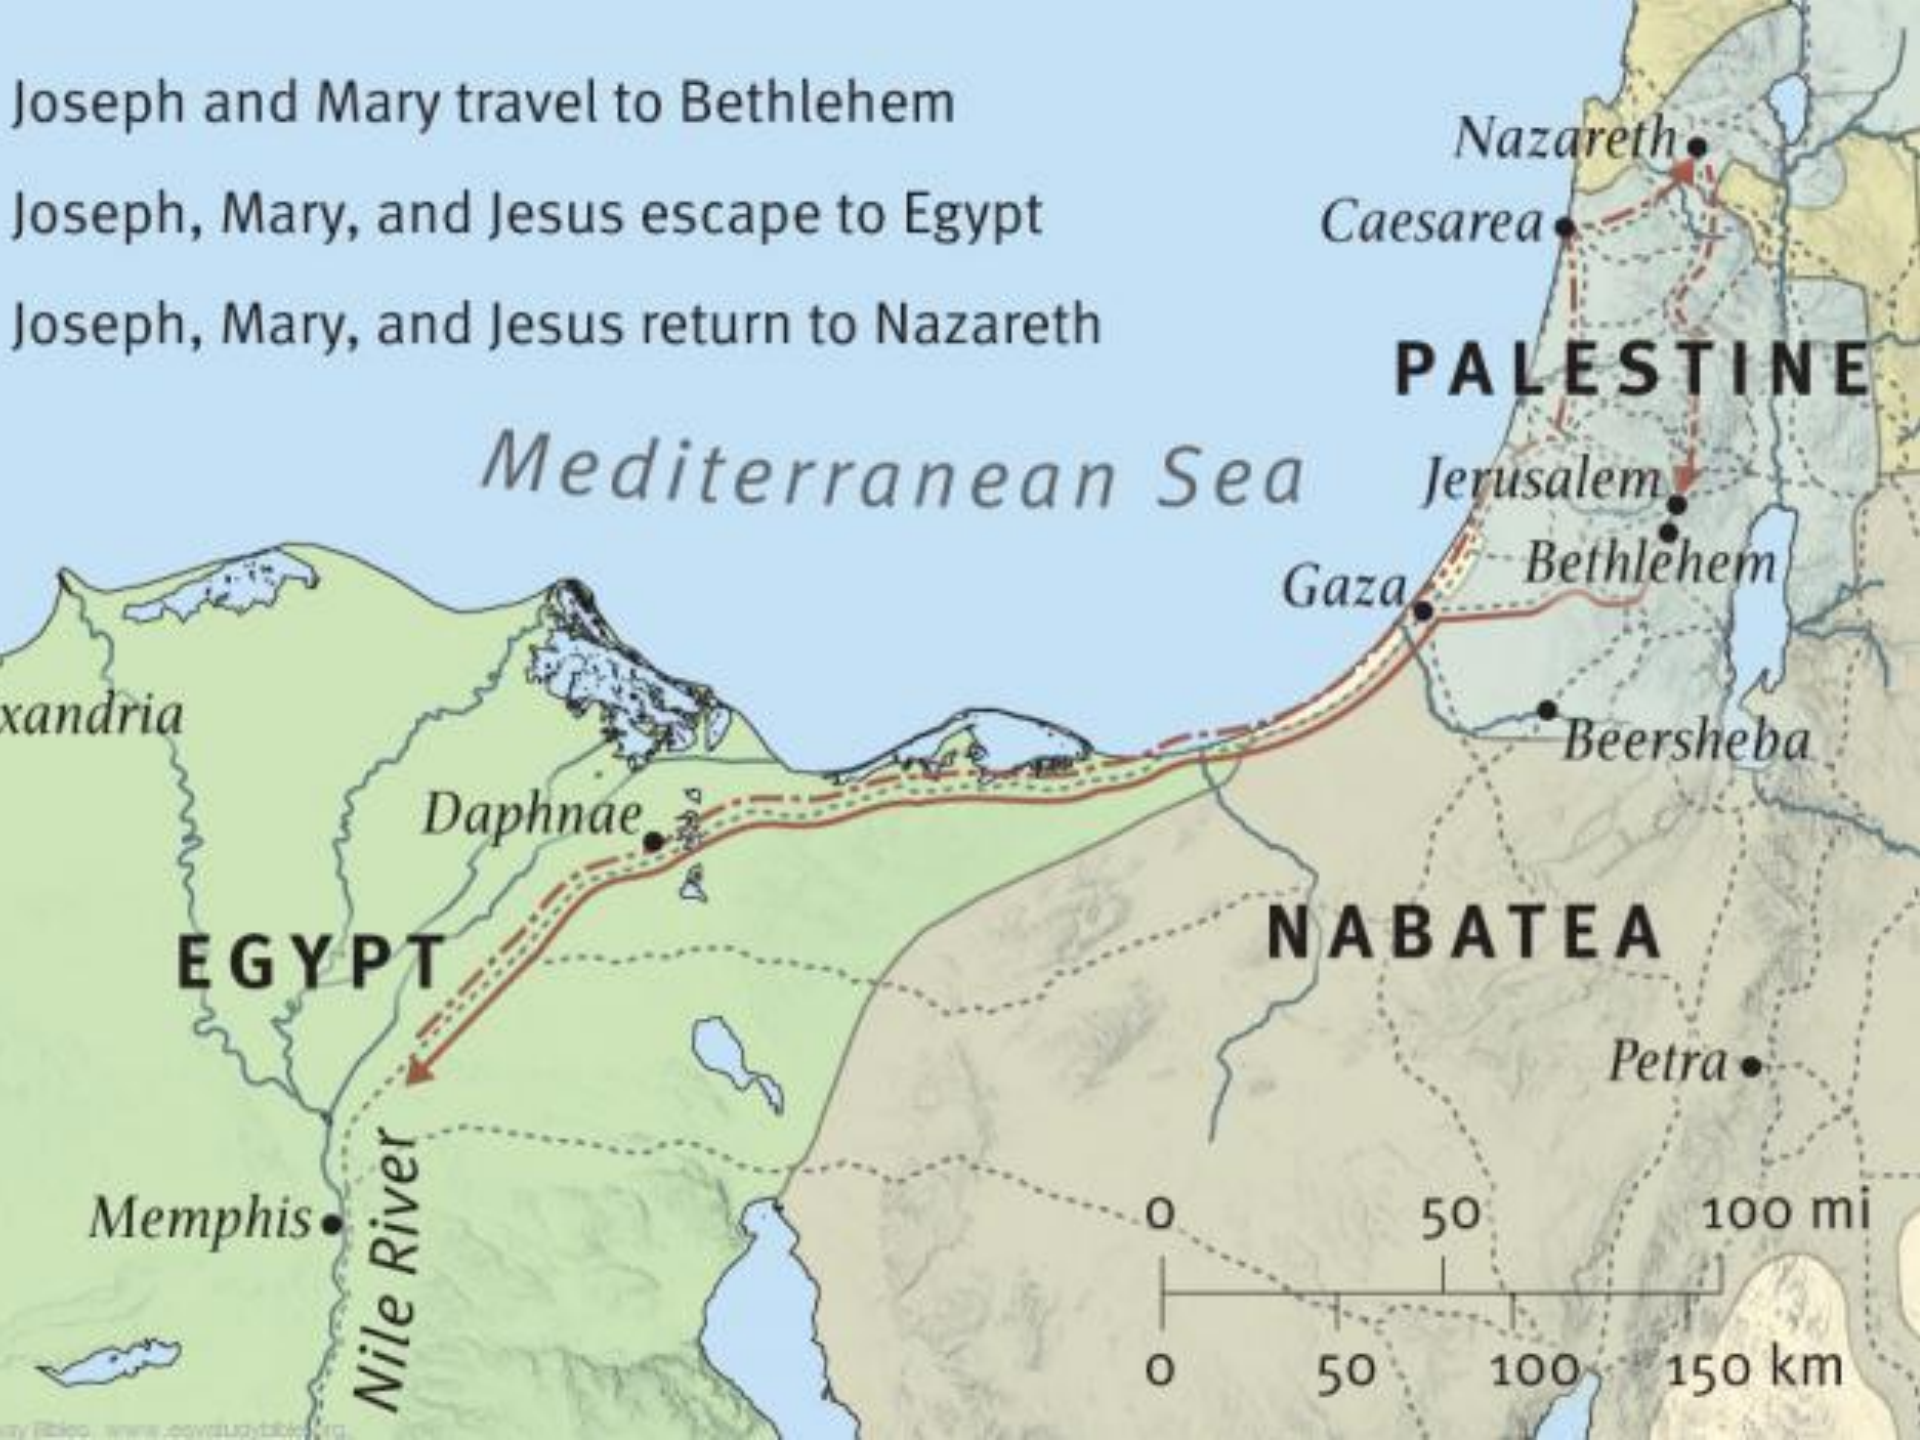 Joseph and Mary travel to Bethlehem
Joseph, Mary, and Jesus escape to Egypt
Joseph, Mary, and Jesus return to Nazareth
Nazareth
Caesarea
PALESTINE
Mediterranean Sea
Jerusalem
Bethlehem
Gaza
xandria
Beersheba
Daphnae
EGYPT
NABATEA
Petra
Memphis
Nile River
0 50 100 mi
0 50 100 150 km